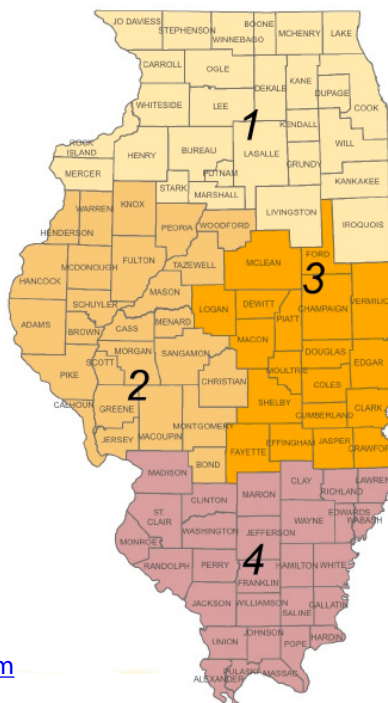 JO DAVIESS
STEPHENSON
WINNEBAGO
BOONE
MCHENRY
LAKE
CARROLL
OGLE
DEKALB
KANE
DUPAGE
COOK
WHITESIDE
LEE
1
KENDALL
WILL
ROCK
ISLAND
HENRY
BUREAU
LASALLE
GRUNDY
MERCER
PUTNAM
KANKAKEE
STARK
MARSHALL
LIVINGSTON
IROQUOIS
KNOX
WARREN
HENDERSON
PEORIA
WOODFORD
FORD
MCLEAN
3
HANCOCK
MCDONOUGH
FULTON
TAZEWELL
MASON
SCHUYLER
LOGAN
DEWITT
CHAMPAIGN
VERMILIO
PIATT
ADAMS
BROWN
CASS
MENARD
MACON
MORGAN
SANGAMON
DOUGLAS
EDGAR
SCOTT
PIKE
2
CHRISTIAN
MOULTRIE
COLES
CALHOUN
GREENE
SHELBY
CUMBERLAND
CLARK
MACOUPIN
MONTGOMERY
JERSEY
BOND
FAYETTE
EFFINGHAM
JASPER
CRAWFOR
MADISON
CLINTON
MARION
CLAY
RICHLAND
LAWREN
ST.
CLAIR
WASHINGTON
JEFFERSON
WAYNE
EDWARDS
WABASH
MONROE
4
RANDOLPH
PERRY
HAMILTON
WHITE
FRANKLIN
JACKSON
WILLIAMSON
SALINE
GALLATIN
UNION
JOHNSON
POPE
HARDIN
m
ALEXANDER
PULASKI
MASSAC